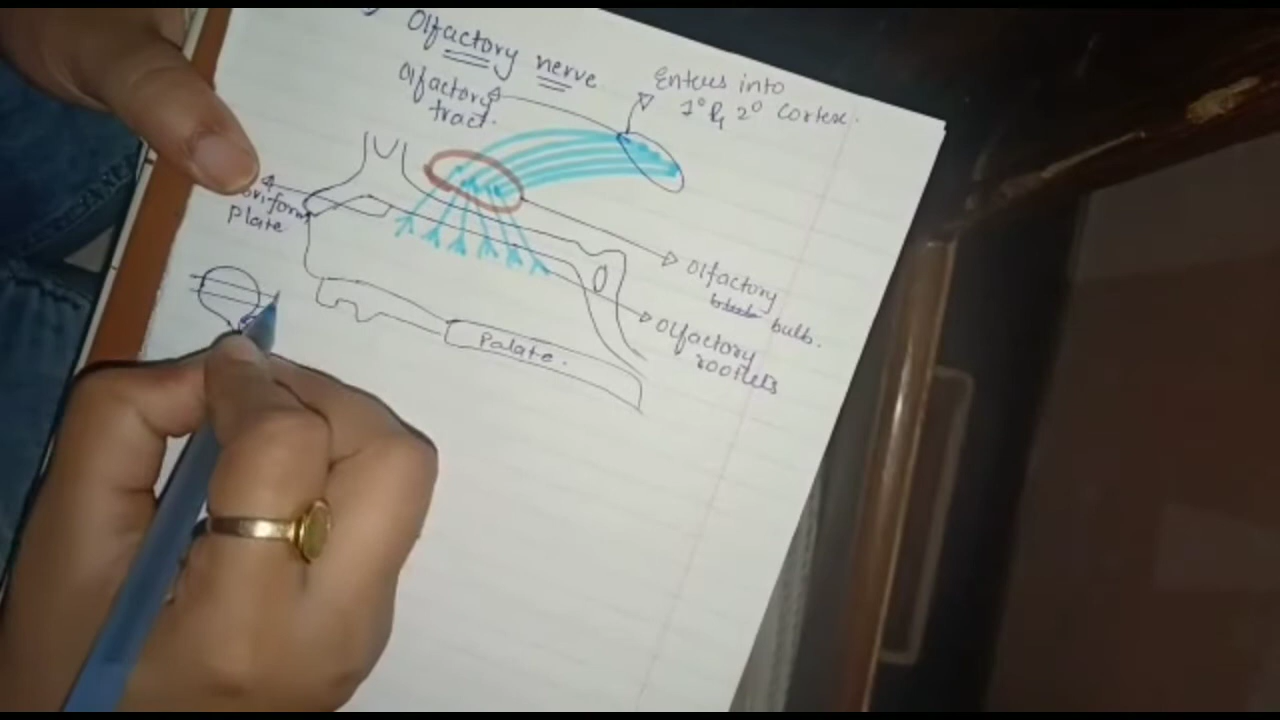 Olfactory nerve
Olfactory
tract.
Enters into
1° & 2° Cortex.
Plate
Olfactory
bulb.
Olfactory
rootlets
Palate.